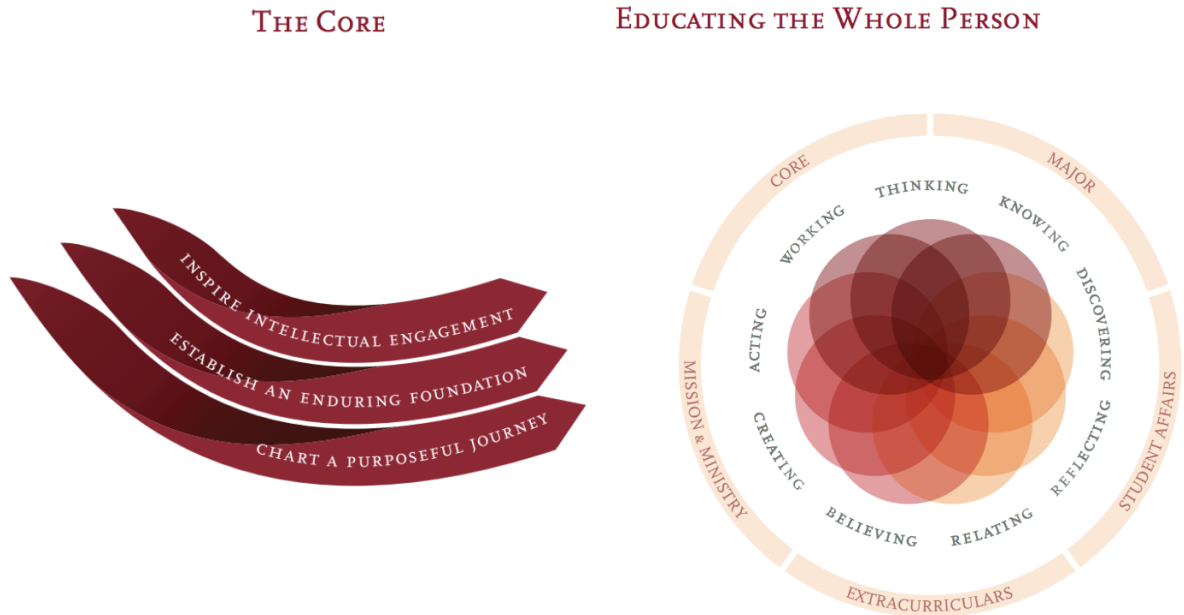 The Core
Educating the Whole Person
INSPIRE INTELLECTUAL ENGAGEMENT
ESTABLISH AN ENDURING FOUNDATION
CHART A PURPOSEFUL JOURNEY
CORE
MAJOR
STUDENT AFFAIRS
EXTRACURRICULARS
MISSION & MINISTRY
THINKING
KNOWING
DISCOVERING
REFLECTING
RELATING
BELIEVING
CREATING
ACTING
WORKING